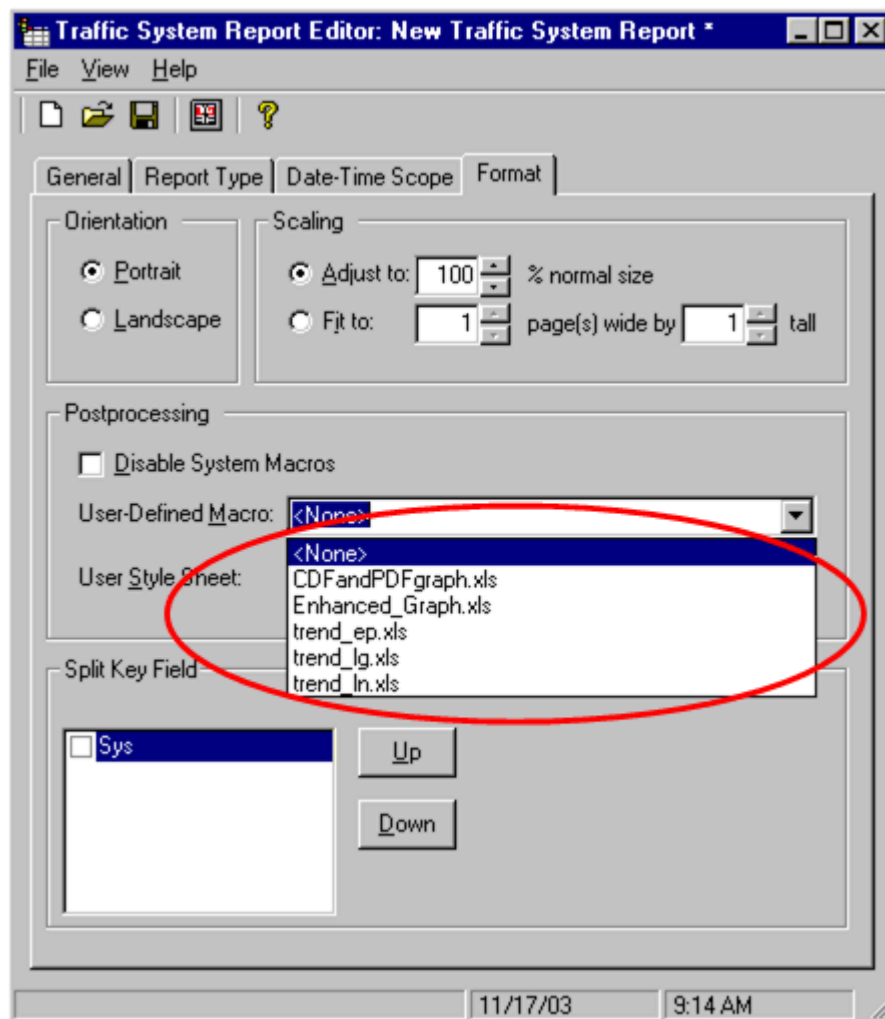 Traffic System Report Editor: New Traffic System Report *
File View Help
General Report Type Date-Time Scope Format
Orientation
Scaling
Portrait
Adjust to: 100 % normal size
Landscape
Fit to: 1 page(s) wide by 1 tall
Postprocessing
Disable System Macros
User-Defined Macro: <None>
<None>
User Style Sheet:
CDFandPDFgraph.xls
Enhanced_Graph.xls
trend_ep.xls
trend_lg.xls
trend_ln.xls
Split Key Field
Sys
Up
Down
11/17/03 9:14 AM